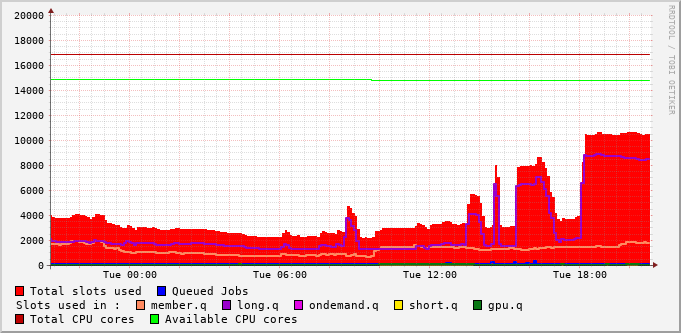 20000
18000
16000
14000
12000
10000
8000
6000
4000
2000
0
Tue 00:00 Tue 06:00 Tue 12:00 Tue 18:00
Total slots used Queued Jobs
Slots used in : member.q long.q ondemand.q short.q gpu.q
Total CPU cores Available CPU cores
RRDTOOL / TOBI OETIKER